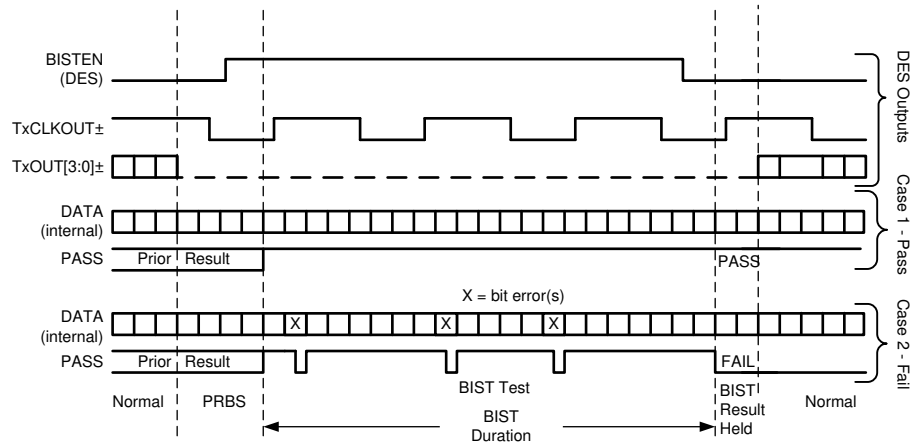 BISTEN
(DES)
TxCLKOUT±
TxOUT[3:0]±
DATA
(internal)
PASS
Prior Result
PASS
X = bit error(s)
DATA
(internal)
X
X
X
PASS
Prior Result
FAIL
Normal
PRBS
BIST Test
BIST
Duration
BIST
Result
Held
Normal
DES Outputs
Case 1 - Pass
Case 2 - Fail